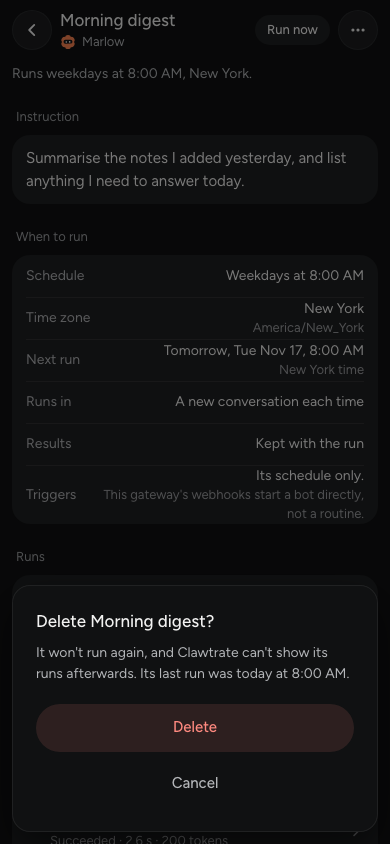 Morning digest
Marlow
Run now
Runs weekdays at 8:00 AM, New York.
Instruction
Summarise the notes I added yesterday, and list
anything I need to answer today.
When to run
Schedule
Weekdays at 8:00 AM
Time zone
New York
America/New_York
Next run
Tomorrow, Tue Nov 17, 8:00 AM
New York time
Runs in
A new conversation each time
Results
Kept with the run
Triggers
Its schedule only.
This gateway's webhooks start a bot directly,
not a routine.
Runs
Delete Morning digest?
It won't run again, and Clawtrate can't show its
runs afterwards. Its last run was today at 8:00 AM.
Delete
Cancel
Succeeded · 2.6 s · 200 tokens